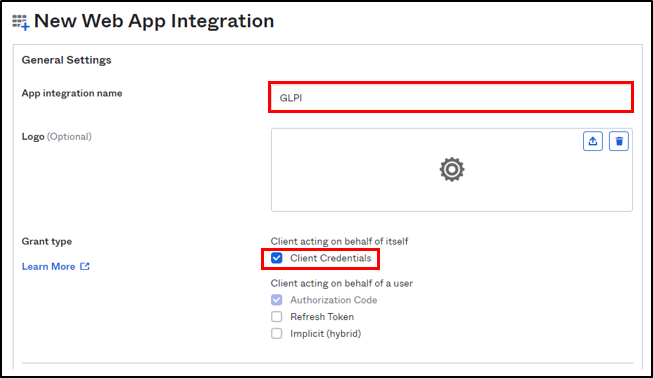 New Web App Integration
General Settings
App integration name
GLPI
Logo (Optional)
Grant type
Client acting on behalf of itself
Client Credentials
Learn More
Client acting on behalf of a user
Authorization Code
Refresh Token
Implicit (hybrid)